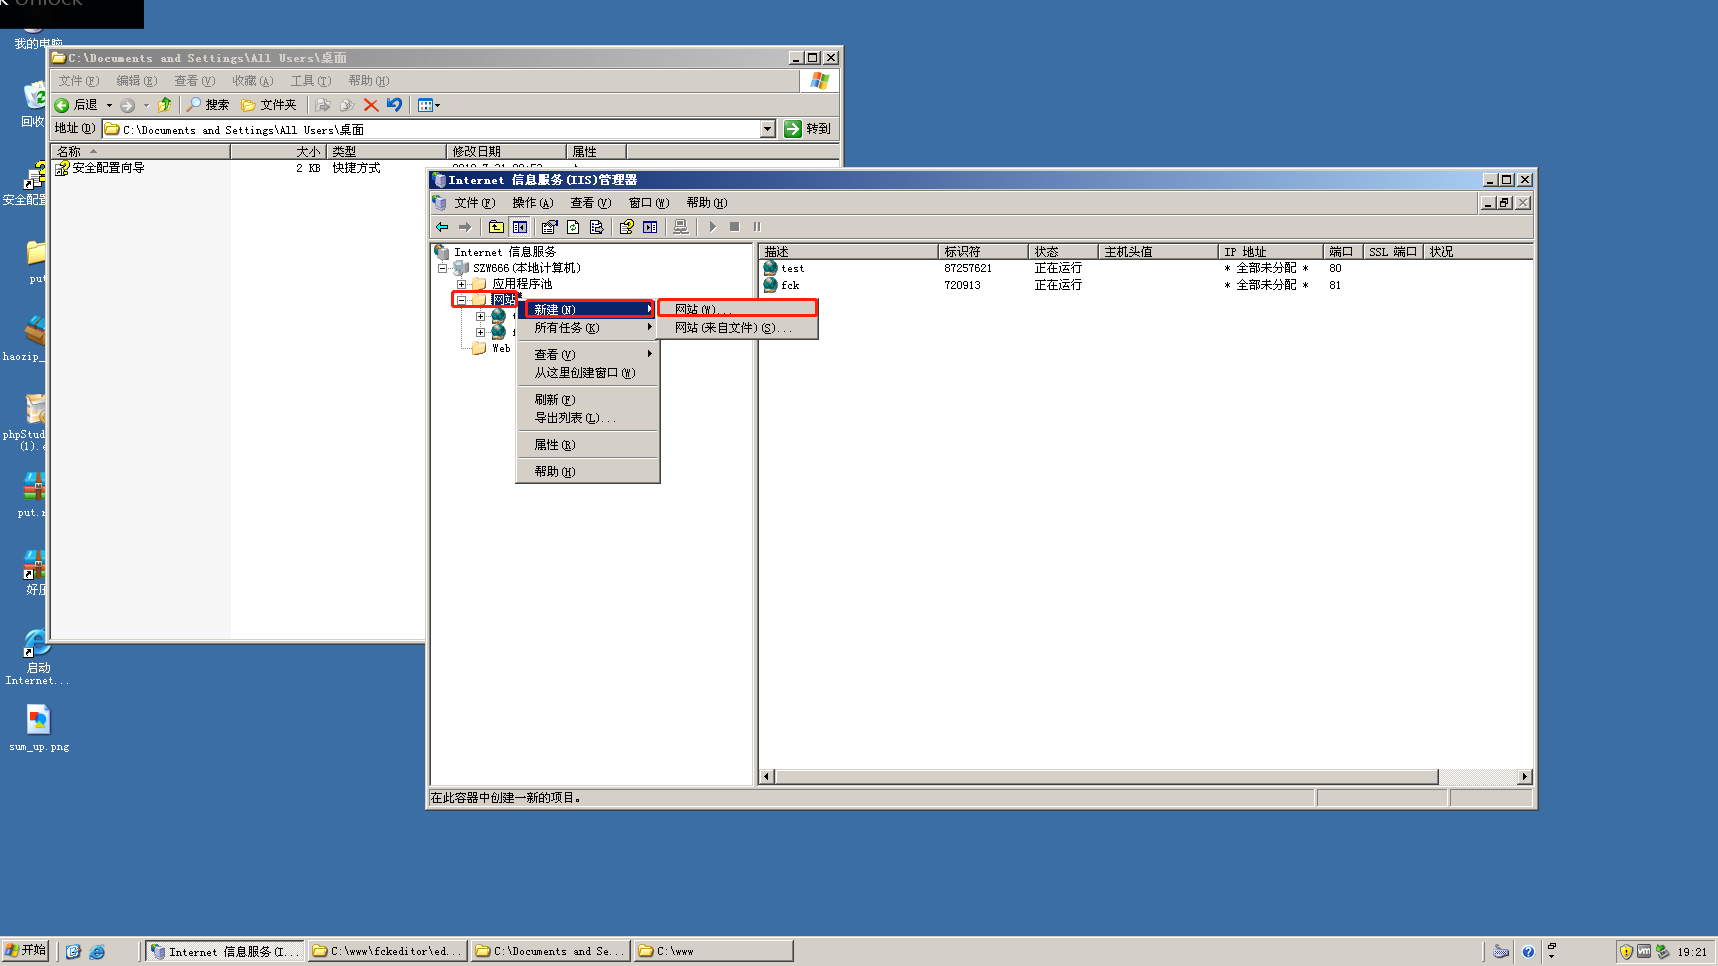 Unlock
我的电脑
回收
安全配置
put
haozip_
phpStud
(1).e
put.r
好压
启动
Internet...
sum_up.png
C:\Documents and Settings\All Users\桌面
文件(F) 编辑(E) 查看(V) 收藏(A) 工具(T) 帮助(H)
后退 搜索 文件夹
地址(D) C:\Documents and Settings\All Users\桌面 转到
名称 大小 类型 修改日期 属性
安全配置向导 2 KB 快捷方式
Internet 信息服务(IIS)管理器
文件(F) 操作(A) 查看(V) 窗口(W) 帮助(H)
Internet 信息服务
SZW666(本地计算机)
应用程序池
网站
Web
新建(N)
所有任务(K)
查看(V)
从这里创建窗口(W)
刷新(F)
导出列表(L)...
属性(R)
帮助(H)
网站(W)...
网站(来自文件)(S)...
描述 标识符 状态 主机头值 IP 地址 端口 SSL 端口 状况
test 87257621 正在运行 * 全部未分配 * 80
fck 720913 正在运行 * 全部未分配 * 81
在此容器中创建一新的项目。
开始 Internet 信息服务(I... C:\www\fckeditor\ed... C:\Documents and Se... C:\www 19:21